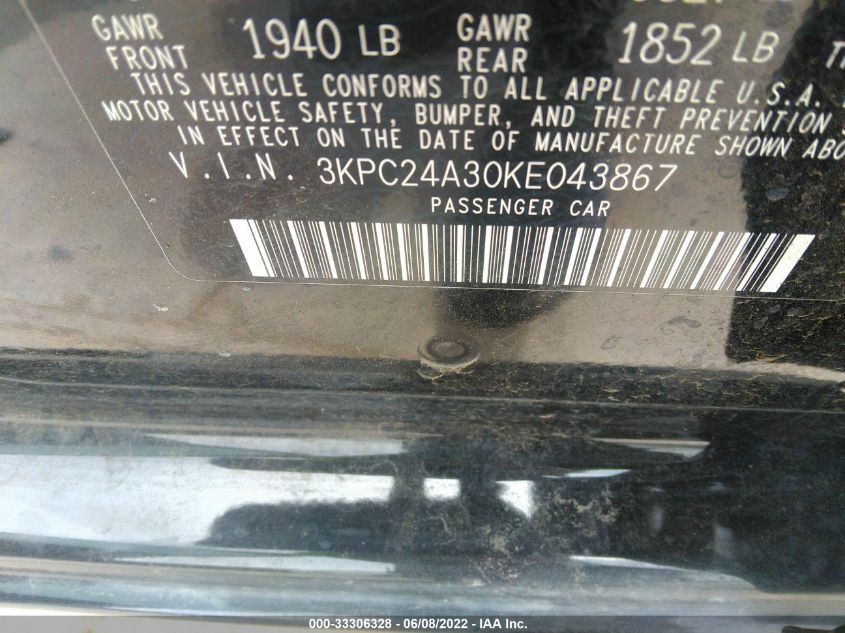 GAWR FRONT 1940 LB GAWR REAR 1852 LB
THIS VEHICLE CONFORMS TO ALL APPLICABLE U.S.A.
MOTOR VEHICLE SAFETY, BUMPER, AND THEFT PREVENTION
IN EFFECT ON THE DATE OF MANUFACTURE SHOWN
V.I.N. 3KPC24A30KE043867
PASSENGER CAR
000-33306328 | 06/08/2022 - IAA Inc.